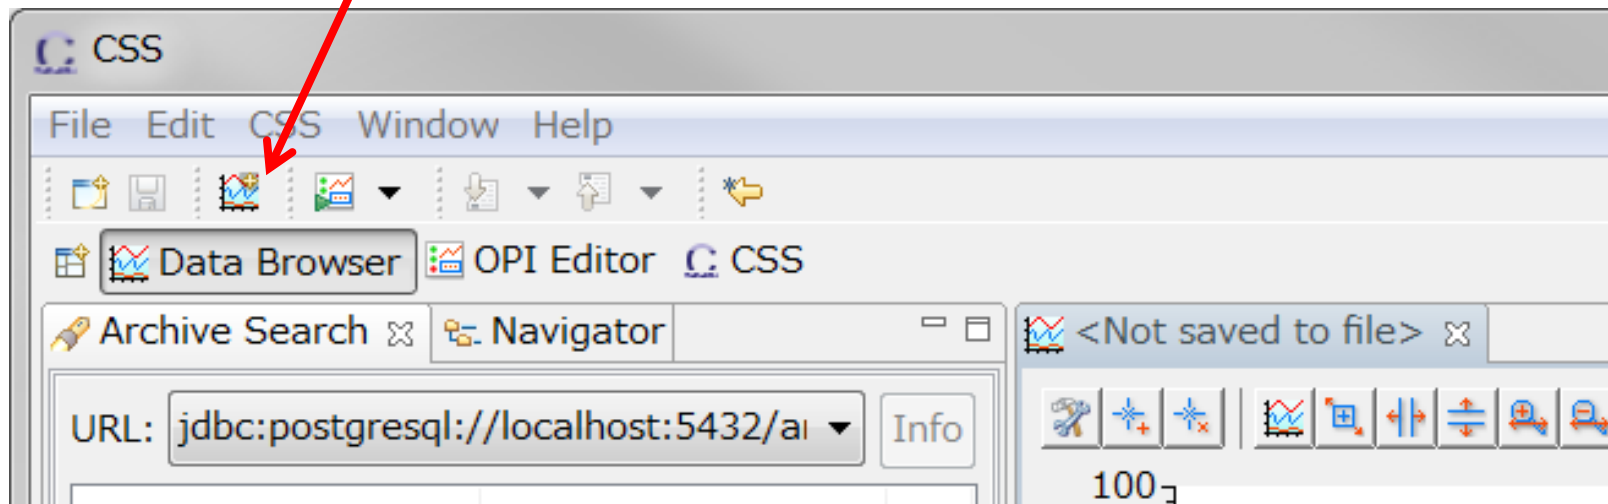 CSS
File Edit CSS Window Help
Data Browser OPI Editor CSS
Archive Search Navigator <Not saved to file>
URL: jdbc:postgresql://localhost:5432/ Info
100